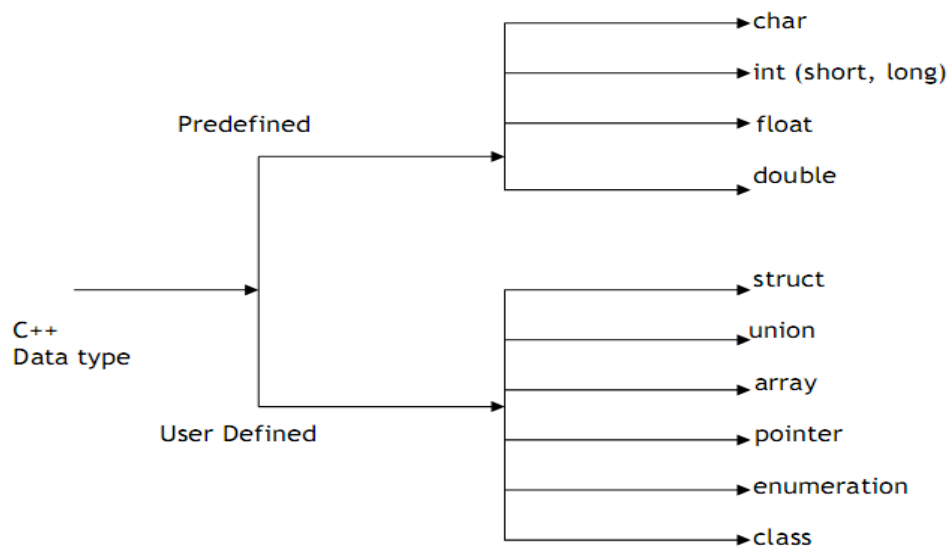 char
int (short, long)
Predefined
float
double
struct
C++
union
Data type
array
User Defined
pointer
enumeration
class